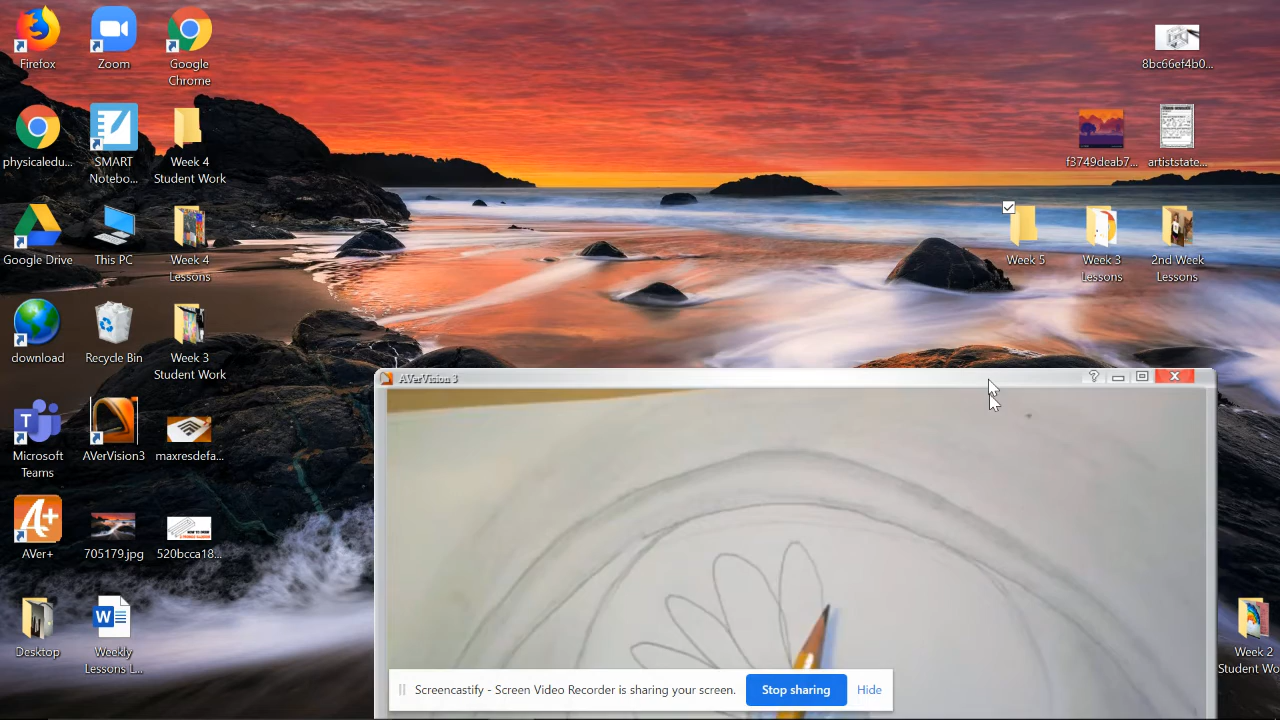 Firefox
Zoom
Google
Chrome
8bc66ef4b0...
physicaledu...
SMART
Notebo...
Week 4
Student Work
f3749deab7...
artiststate...
Google Drive
This PC
Week 4
Lessons
Week 5
Week 3
Lessons
2nd Week
Lessons
download
Recycle Bin
Week 3
Student Work
AVerVision 3
Microsoft
Teams
AVerVision3
maxresdefa...
AVer+
705179.jpg
520bcca18...
Desktop
Weekly
Lessons L...
Week 2
Student Wo
Screencastify - Screen Video Recorder is sharing your screen.
Stop sharing
Hide